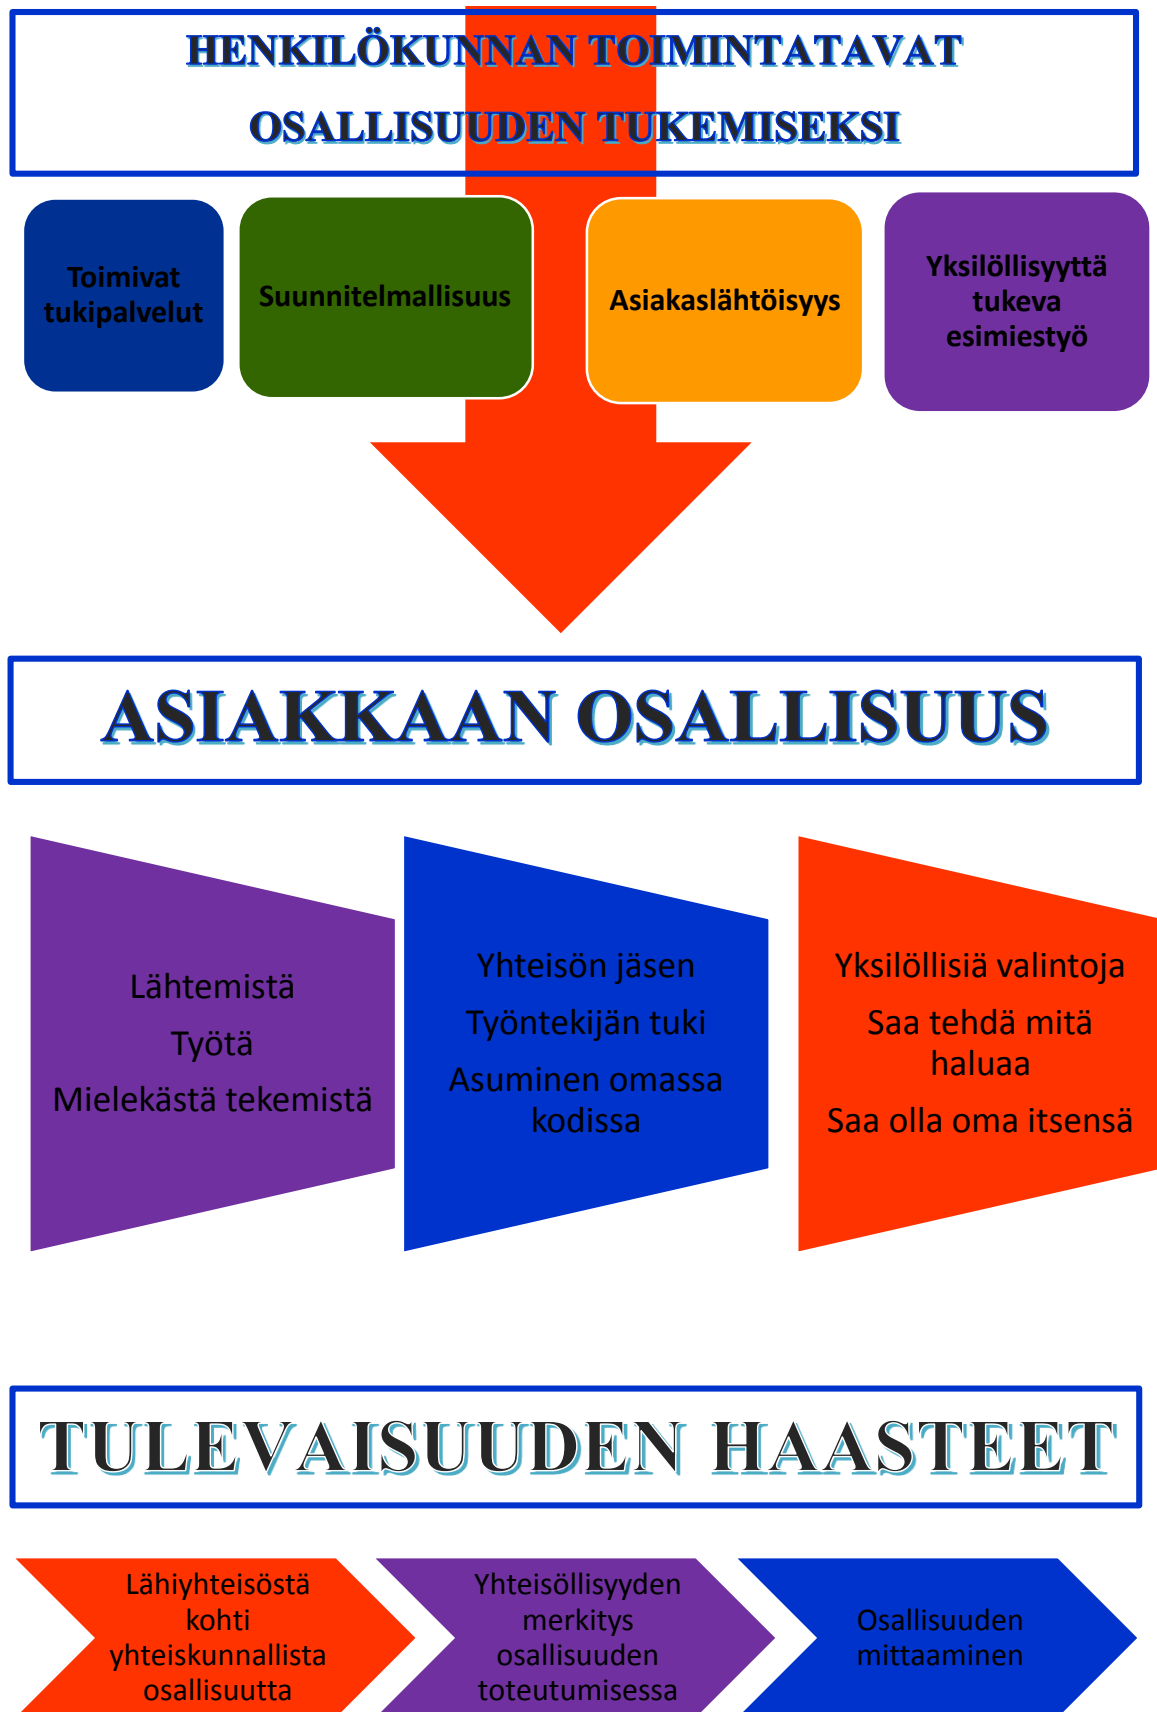 HENKILÖKUNNAN TOIMINTATAVAT
OSALLISUUDEN TUKEMISEKSI
Toimivat
tukipalvelut
Suunnitelmallisuus
Asiakaslähtöisyys
Yksilöllisyyttä
tukeva
esimiestyö
ASIAKKAAN OSALLISUUS
Lähtemistä
Työtä
Mielekästä tekemistä
Yhteisön jäsen
Työntekijän tuki
Asuminen omassa
kodissa
Yksilöllisiä valintoja
Saa tehdä mitä
haluaa
Saa olla oma itsensä
TULEVAISUUDEN HAASTEET
Lähiyhteisöstä
kohti
yhteiskunnallista
osallisuutta
Yhteisöllisyyden
merkitys
osallisuuden
toteutumisessa
Osallisuuden
mittaaminen